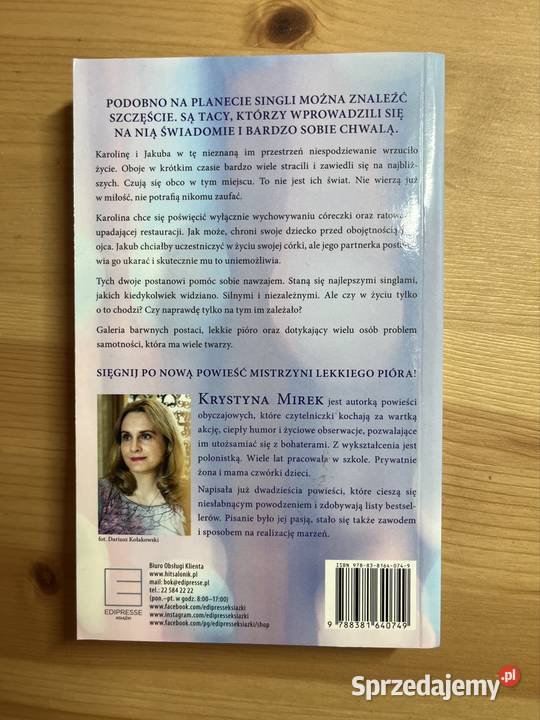 PODOBNO NA PLANECIE SINGLI MOŻNA ZNALEŹĆ
SZCZĘŚCIE. SĄ TACY, KTÓRZY WPROWADZILI SIĘ
NA NIĄ ŚWIADOMIE I BARDZO SOBIE CHWALĄ.
Karolinę i Jakuba w tę nieznaną im przestrzeń niespodziewanie wrzuciło
życie. Oboje w krótkim czasie bardzo wiele stracili i zawiedli się na najbliż-
szych. Czują się obco w tym miejscu. To nie jest ich świat. Nie wierzą już
w miłość, nie potrafią nikomu zaufać.
Karolina chce się poświęcić wyłącznie wychowywaniu córeczki oraz
upadającej restauracji. Jak może, chroni swoje dziecko przed obojętnością
ojca. Jakub chciałby uczestniczyć w życiu swojej córki, ale jego partnerka
wia go ukarać i skutecznie mu to uniemożliwia.
Tych dwoje postanowi pomóc sobie nawzajem. Staną się najlepszymi singlami,
jakich kiedykolwiek widziano. Silnymi i niezależnymi. Ale czy w życiu tylko
o to chodzi? Czy naprawdę tylko na tym im zależało?
Galeria barwnych postaci, lekkie pióro oraz dotykający wielu osób problem
samotności, która ma wiele twarzy.
SIĘGNIJ PO NOWĄ POWIEŚĆ MISTRZYNI LEKKIEGO PIÓRA!
KRYSTYNA MIREK jest autorką powieści
obyczajowych, które czytelniczki kochają za wartką
akcję, ciepły humor i życiowe obserwacje, pozwalające
im utożsamiać się z bohaterami. Z wykształcenia jest
polonistką. Wiele lat pracowała w szkole. Prywatnie
żona i mama czwórki dzieci.
Napisała już dwadzieścia powieści, które cieszą się
niesłabnącym powodzeniem i zdobywają listy bestsel-
lerów. Pisanie było jej pasją, stało się także zawodem
i sposobem na realizację marzeń.
fot: Dariusz Kołakowski
EDIPRESSE
KSIĄŻKI
Biuro Obsługi Klienta
www.hitsalonik.pl
mail: bok@edipresse.pl
tel.: 22 584 22 22
(pon.–pt. w godz. 8:00–17:00)
www.facebook.com/edipresseksiazki
www.instagram.com/edipresseksiazki
www.facebook.com/pg/edipresseksiazki/shop
ISBN 978-83-8164-074-9
9 788381 640749
Sprzedajemy.pl